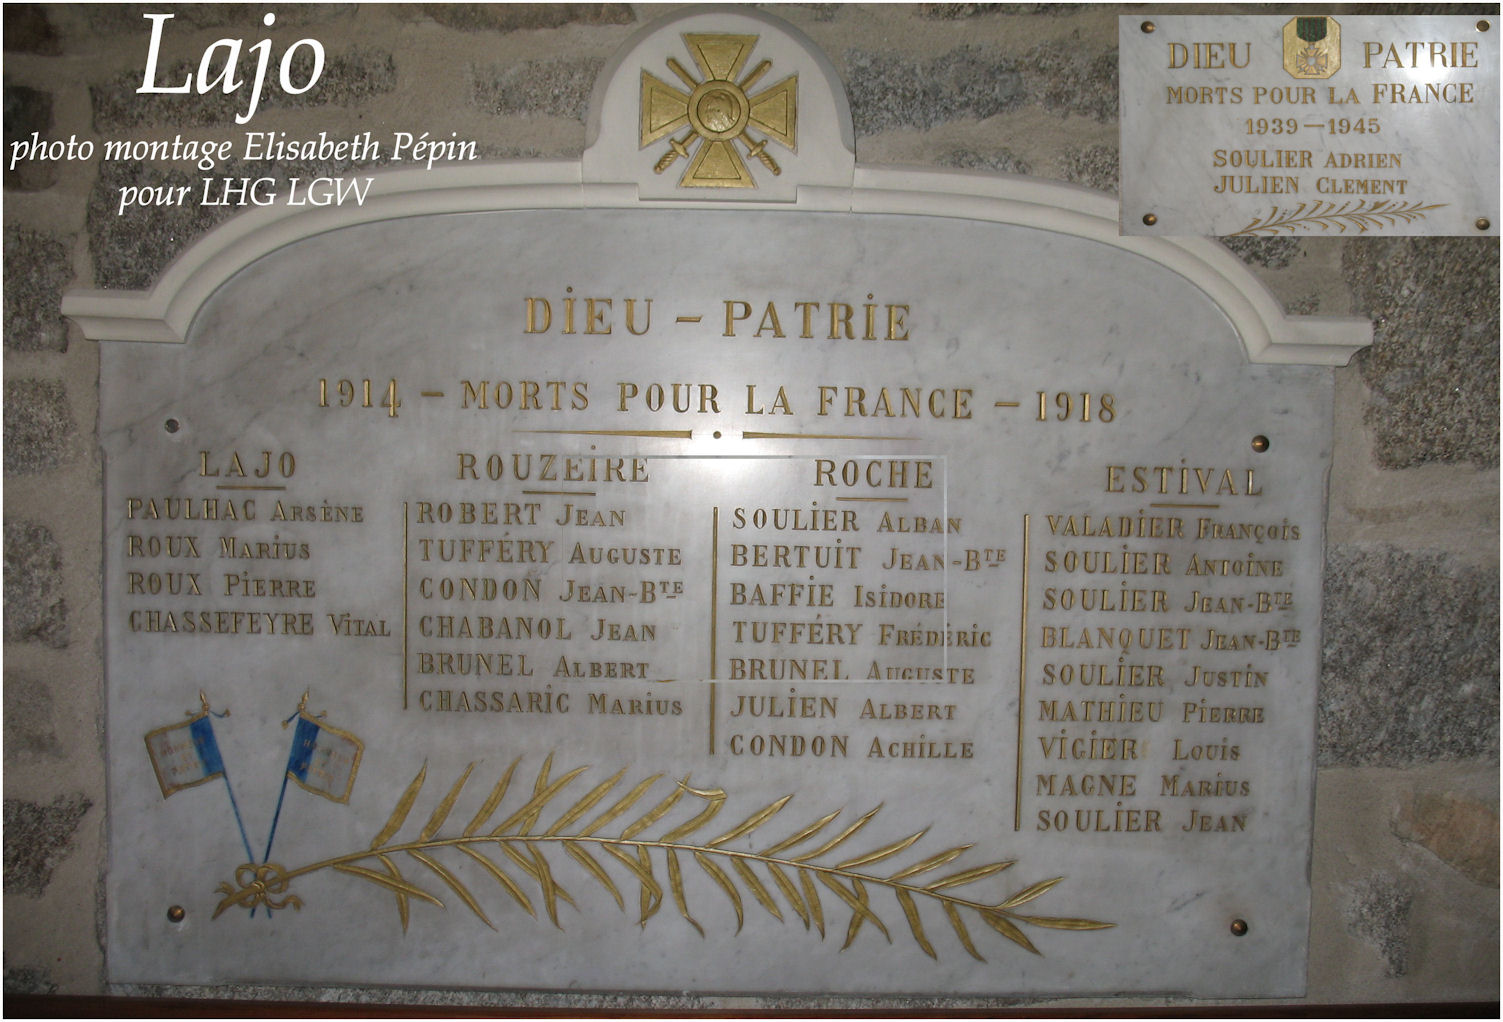 Lajo
photo montage Elisabeth Pépin
pour LHG LGW
DIEU PATRIE
MORTS POUR LA FRANCE
1939 – 1945
SOULIER ADRIEN
JULIEN CLEMENT
DIEU – PATRIE
1914 – MORTS POUR LA FRANCE – 1918
LAJO
PAULHAC ARSÈNE
ROUX MARIUS
ROUX PIERRE
CHASSEFEYRE VITAL
ROUZEIRE
ROBERT JEAN
TUFFÉRY AUGUSTE
CONDON JEAN-BTE
CHABANOL JEAN
BRUNEL ALBERT
CHASSARIC MARIUS
ROCHE
SOULIER ALBAN
BERTUIT JEAN-BTE
BAFFIE ISIDORE
TUFFÉRY FRÉDÉRIC
BRUNEL AUGUSTE
JULIEN ALBERT
CONDON ACHILLE
ESTIVAL
VALADIER FRANÇOIS
SOULIER ANTOINE
SOULIER JEAN-BTE
BLANQUET JEAN-BTE
SOULIER JUSTIN
MATHIEU PIERRE
VIGIER LOUIS
MAGNE MARIUS
SOULIER JEAN